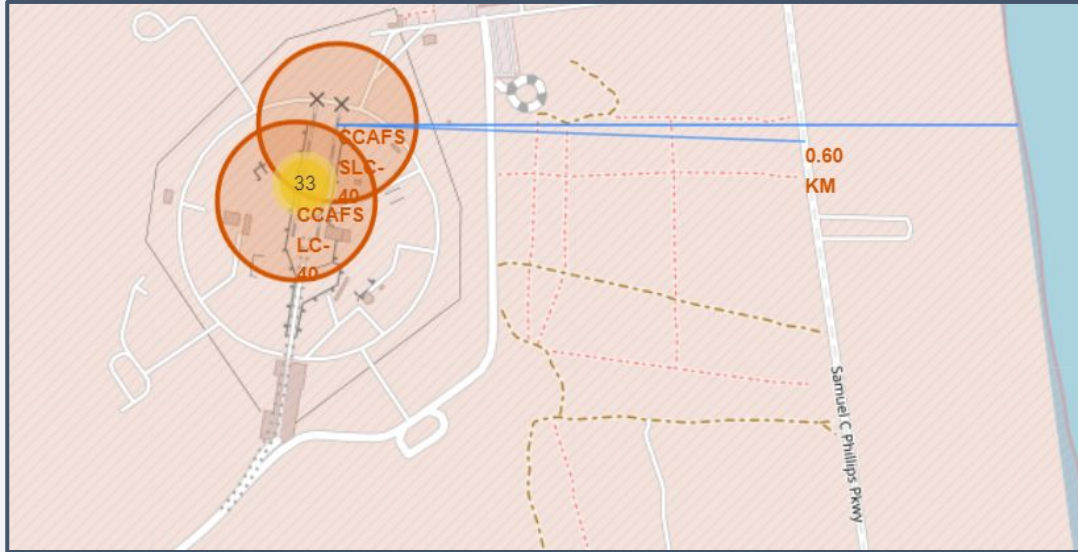 CCAFS
SLC-
40
33
CCAFS
LC-
40
0.60
KM
Samuel C Phillips Pkwy